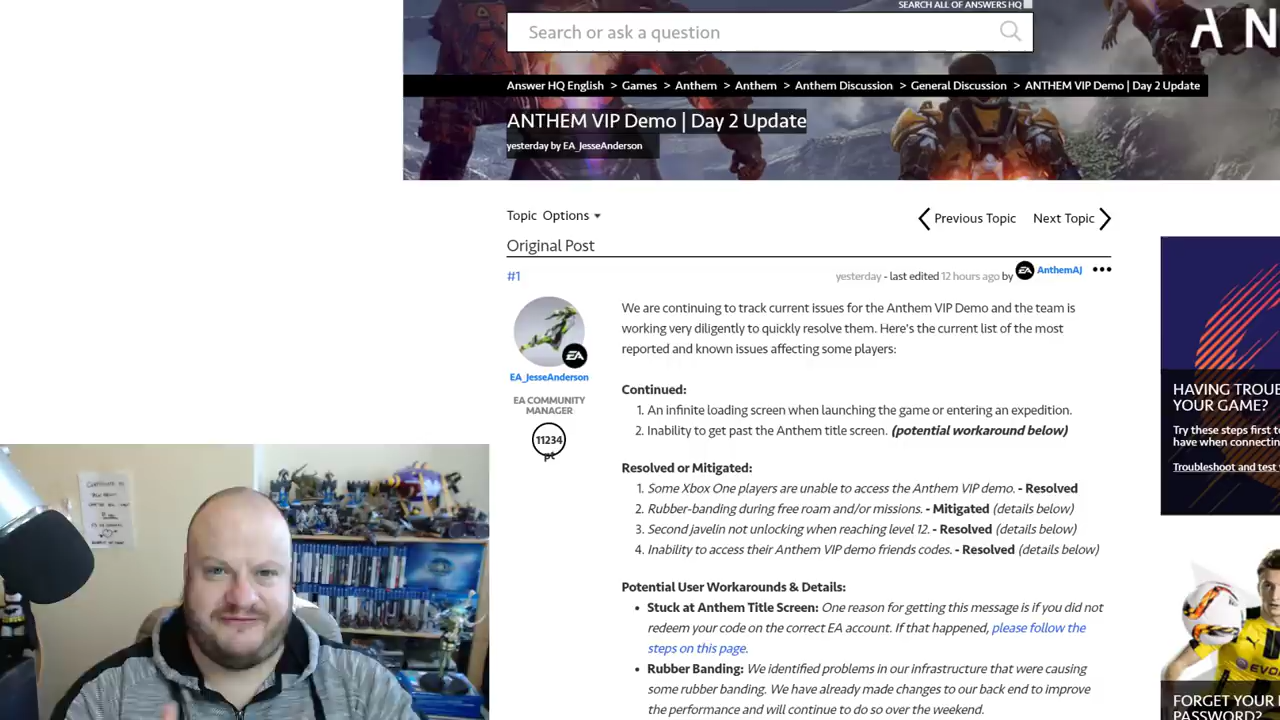 SEARCH ALL OF ANSWERS HQ
Search or ask a question
AN
Answer HQ English > Games > Anthem > Anthem > Anthem Discussion > General Discussion > ANTHEM VIP Demo | Day 2 Update
ANTHEM VIP Demo | Day 2 Update
yesterday by EA_JesseAnderson
Topic Options
Previous Topic
Next Topic
Original Post
#1
yesterday - last edited 12 hours ago by EA AnthemAJ
EA
EA_JesseAnderson
EA COMMUNITY
MANAGER
11234
pt
We are continuing to track current issues for the Anthem VIP Demo and the team is
working very diligently to quickly resolve them. Here's the current list of the most
reported and known issues affecting some players:
Continued:
1. An infinite loading screen when launching the game or entering an expedition.
2. Inability to get past the Anthem title screen. (potential workaround below)
Resolved or Mitigated:
1. Some Xbox One players are unable to access the Anthem VIP demo. - Resolved
2. Rubber-banding during free roam and/or missions. - Mitigated (details below)
3. Second javelin not unlocking when reaching level 12. - Resolved (details below)
4. Inability to access their Anthem VIP demo friends codes. - Resolved (details below)
Potential User Workarounds & Details:
• Stuck at Anthem Title Screen: One reason for getting this message is if you did not
redeem your code on the correct EA account. If that happened, please follow the
steps on this page.
• Rubber Banding: We identified problems in our infrastructure that were causing
some rubber banding. We have already made changes to our back end to improve
the performance and will continue to do so over the weekend.
HAVING TROUB
YOUR GAME?
Try these steps first to
have when connectin
Troubleshoot and test
FORGET YOUR
PASSWORD?